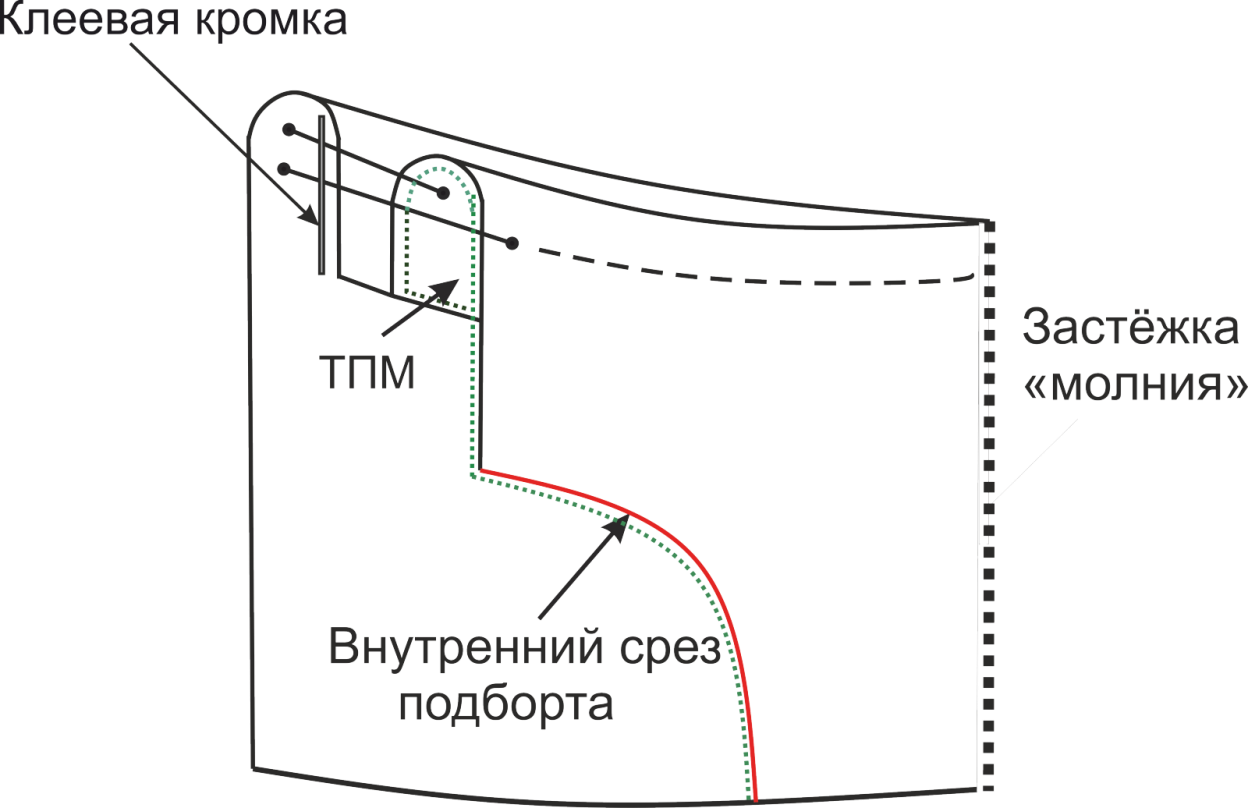 Клеевая кромка
Застёжка
«молния»
ТПМ
Внутренний срез
подборта